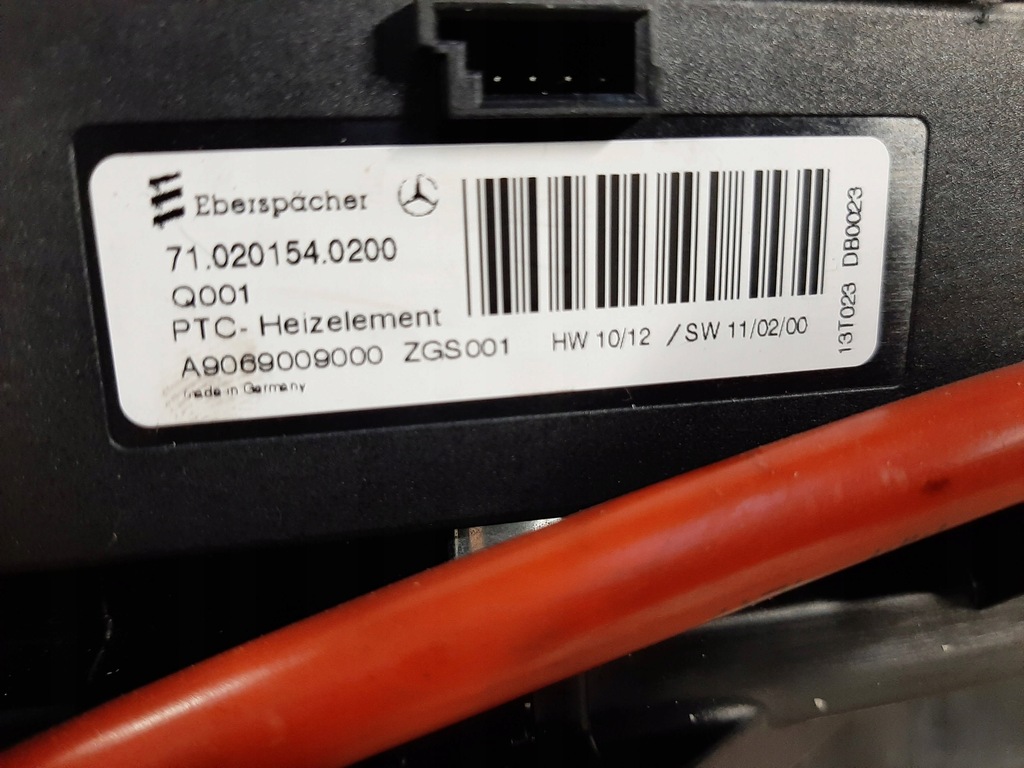 Eberspächer
71.020154.0200
Q001
PTC- Heizelement
A9069009000 ZGS001
HW 10/12 / SW 11/02/00
made in Germany
13T023 DB0023